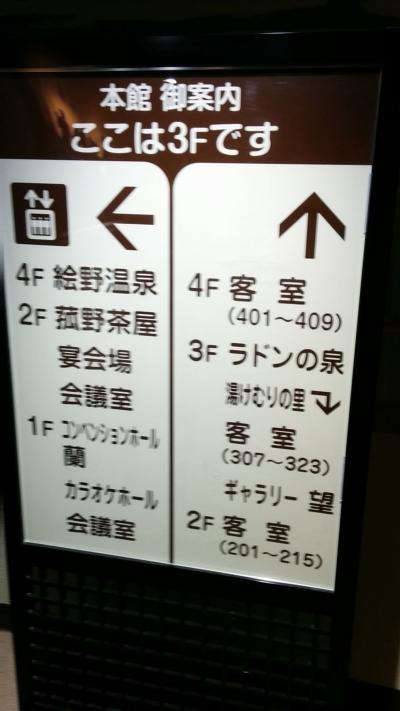 本館 御案内
ここは3Fです
4F 絵野温泉
2F 菰野茶屋
宴会場
会議室
1F コンベンションホール
蘭
カラオケホール
会議室
4F 客室
(401〜409)
3F ラドンの泉
湯けむりの里
客室
(307〜323)
ギャラリー 望
2F 客室
(201〜215)